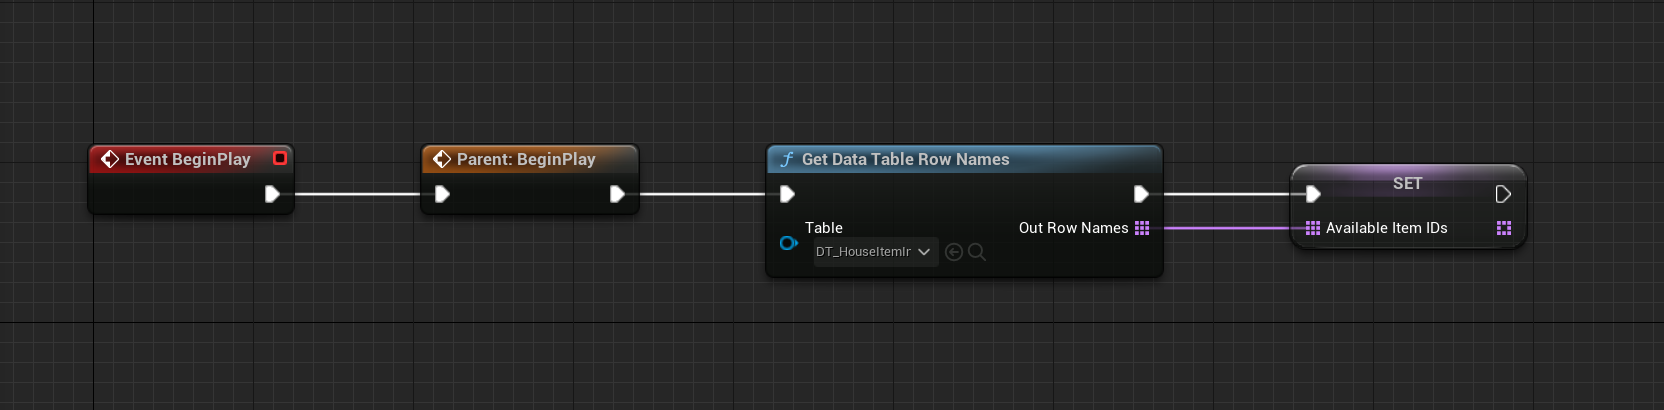 Event BeginPlay
Parent: BeginPlay
f Get Data Table Row Names
SET
Table
Out Row Names
Available Item IDs
DT_HouseItemIr